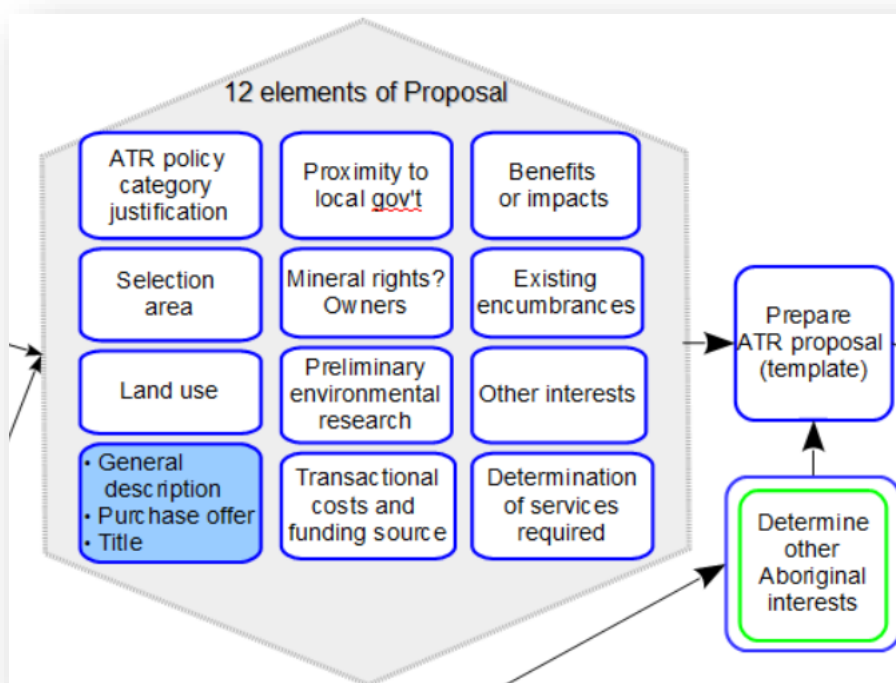 12 elements of Proposal
ATR policy
category
justification
Proximity to
local gov't
Benefits
or impacts
Selection
area
Mineral rights?
Owners
Existing
encumbrances
Land use
Preliminary
environmental
research
Other interests
• General
description
• Purchase offer
• Title
Transactional
costs and
funding source
Determination
of services
required
Prepare
ATR proposal
(template)
Determine
other
Aboriginal
interests